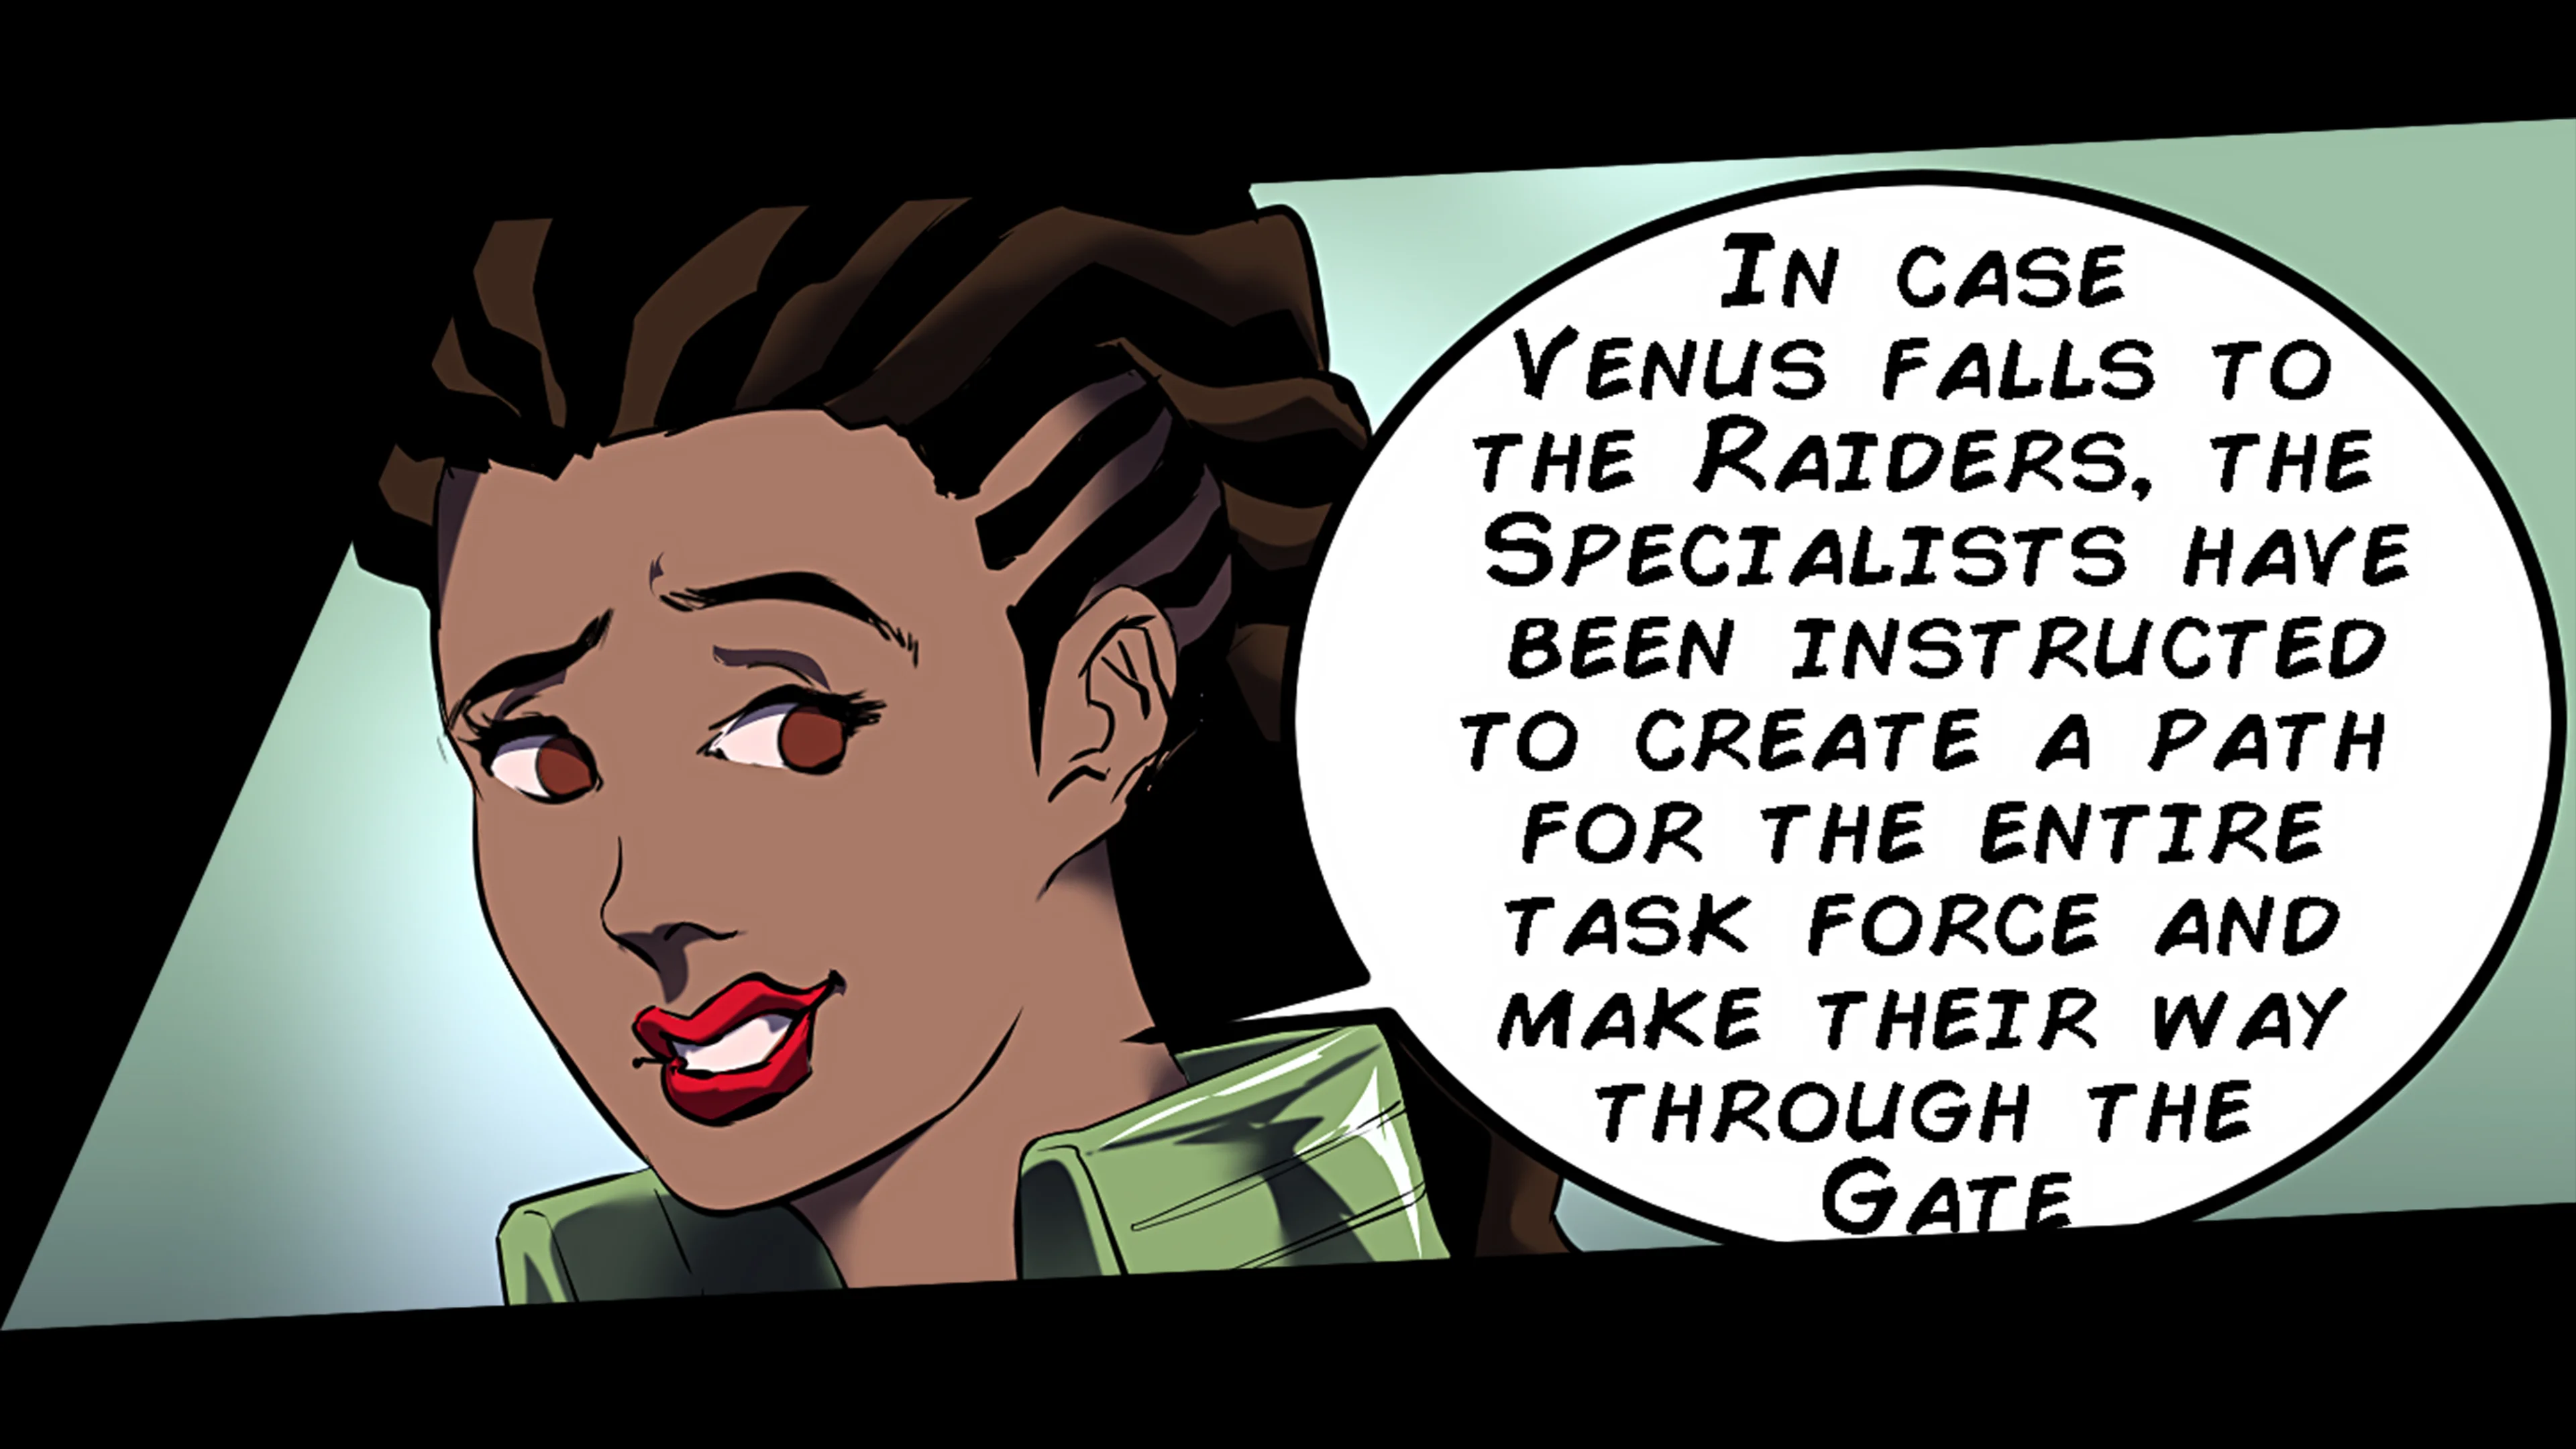 In case
Venus falls to
the Raiders, the
Specialists have
been instructed
to create a path
for the entire
task force and
make their way
through the
Gate